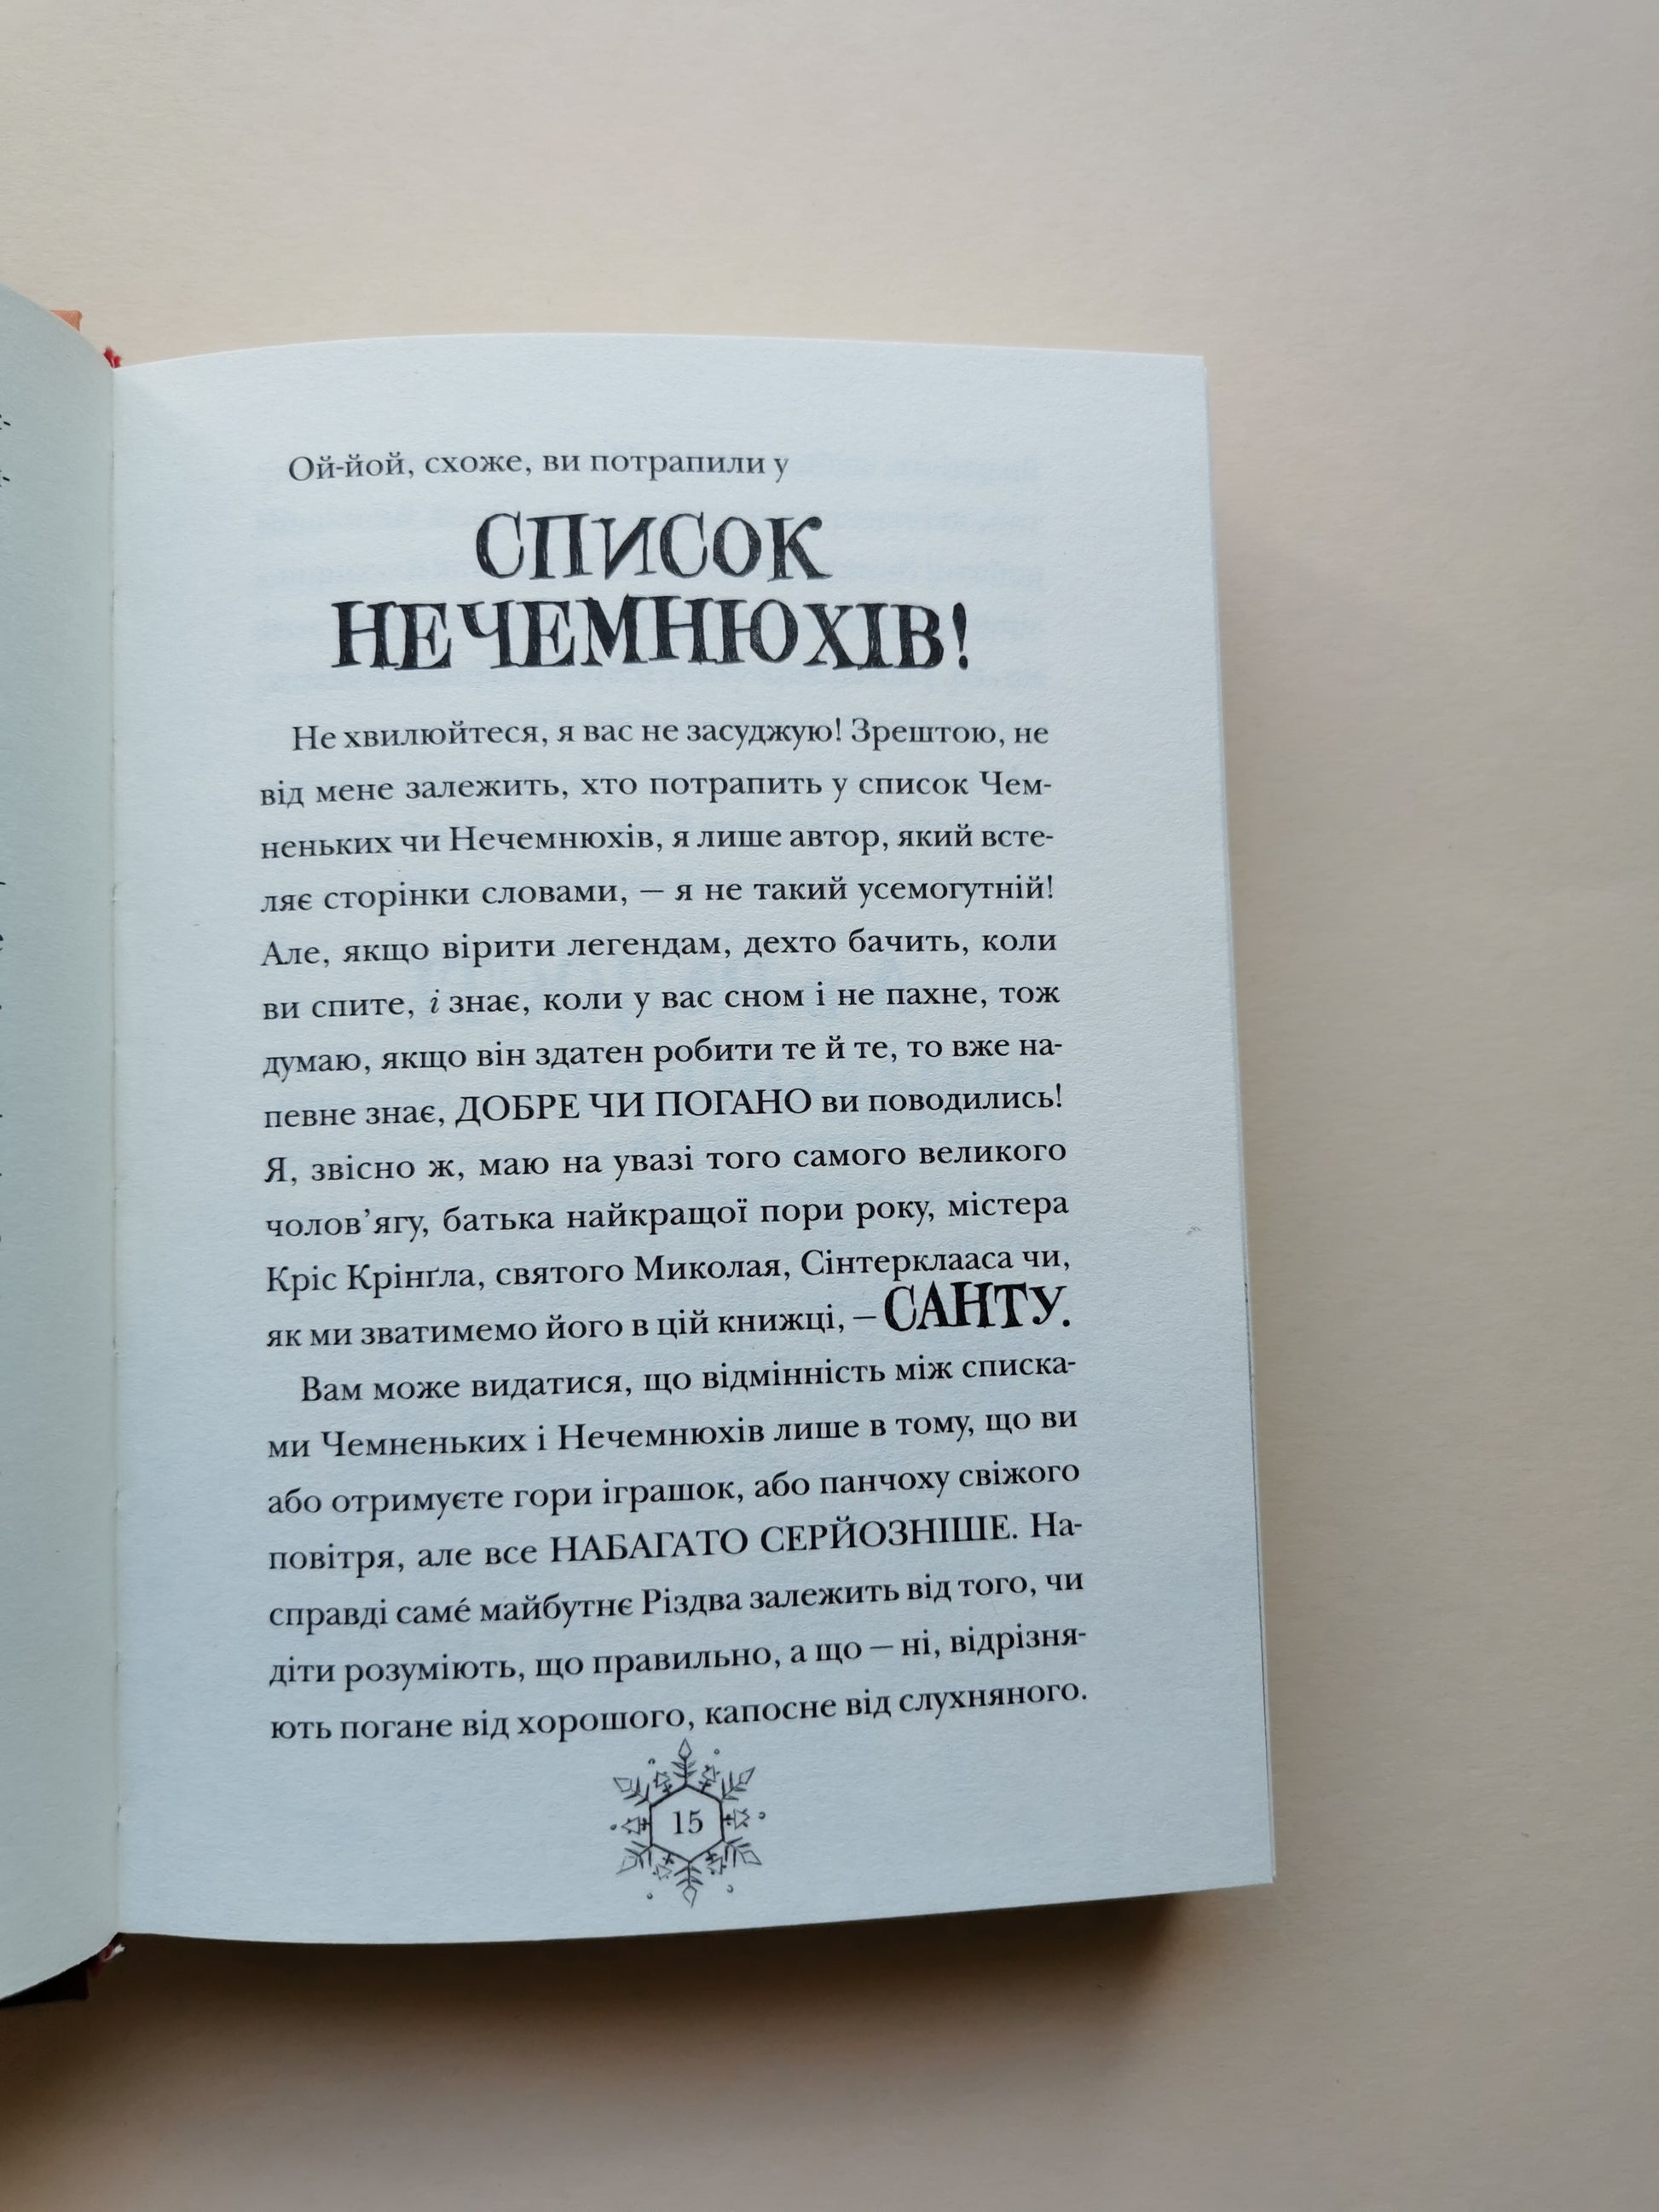 Ой-йой, схоже, ви потрапили у
СПИСОК
НЕЧЕМНЮХІВ!
Не хвилюйтеся, я вас не засуджую! Зрештою, не
від мене залежить, хто потрапить у список Чем-
неньких чи Нечемнюхів, я лише автор, який всте-
ляє сторінки словами, — я не такий усемогутній!
Але, якщо вірити легендам, дехто бачить, коли
ви спите, і знає, коли у вас сном і не пахне, тож
думаю, якщо він здатен робити те й те, то вже на-
певне знає, ДОБРЕ ЧИ ПОГАНО ви поводились!
Я, звісно ж, маю на увазі того самого великого
чолов’ягу, батька найкращої пори року, містера
Кріс Крінґла, святого Миколая, Сінтерклааса чи,
як ми зватимемо його в цій книжці, — САНТУ.
Вам може видатися, що відмінність між списка-
ми Чемненьких і Нечемнюхів лише в тому, що ви
або отримуєте гори іграшок, або панчоху свіжого
повітря, але все НАБАГАТО СЕРЙОЗНІШЕ. На-
справді саме́ майбутнє Різдва залежить від того, чи
діти розуміють, що правильно, а що — ні, відрізня-
ють погане від хорошого, капосне від слухняного.
15